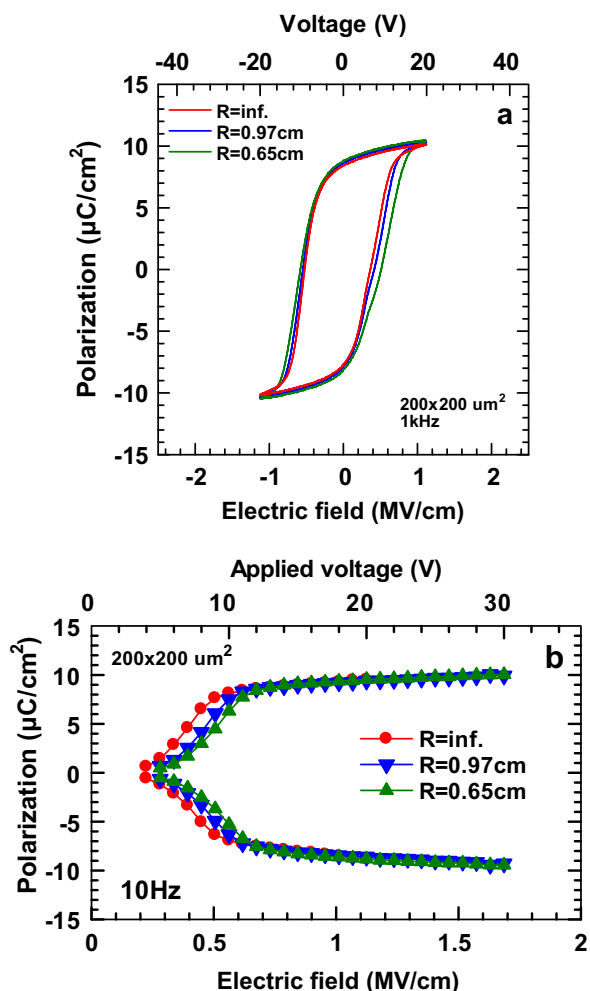 Voltage (V)
-40 -20 0 20 40
15
10
5
0
-5
-10
-15
Polarization (µC/cm²)
R=inf.
R=0.97cm
R=0.65cm
a
200x200 um²
1kHz
-2 -1 0 1 2
Electric field (MV/cm)
Applied voltage (V)
0 10 20 30
15
10
5
0
-5
-10
-15
Polarization (µC/cm²)
200x200 um²
b
R=inf.
R=0.97cm
R=0.65cm
10Hz
0 0.5 1 1.5 2
Electric field (MV/cm)